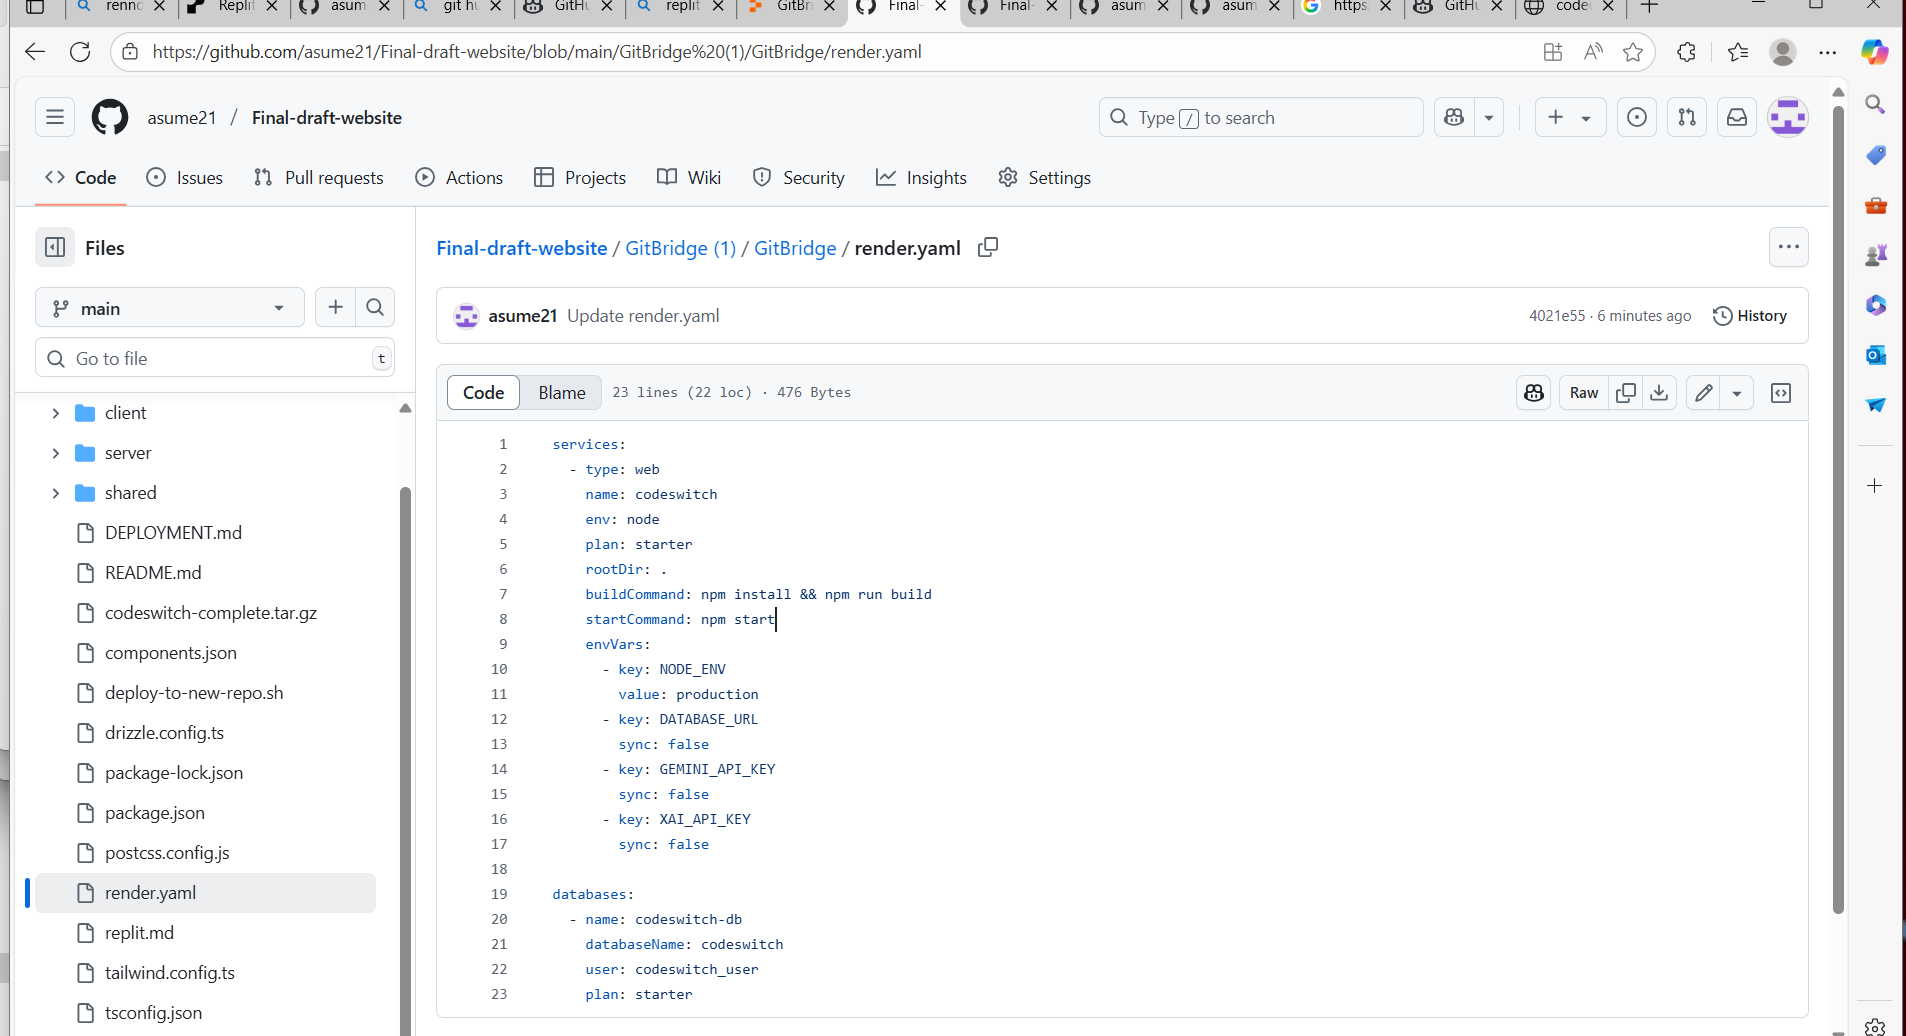 rennd
Replit
asum
git hu
GitHu
replit
GitBri
Final-
Final-
asum
asum
https:
GitHu
codec
https://github.com/asume21/Final-draft-website/blob/main/GitBridge%20(1)/GitBridge/render.yaml
asume21 / Final-draft-website
Type / to search
Code Issues Pull requests Actions Projects Wiki Security Insights Settings
Files
main
Go to file t
client
server
shared
DEPLOYMENT.md
README.md
codeswitch-complete.tar.gz
components.json
deploy-to-new-repo.sh
drizzle.config.ts
package-lock.json
package.json
postcss.config.js
render.yaml
replit.md
tailwind.config.ts
tsconfig.json
Final-draft-website / GitBridge (1) / GitBridge / render.yaml
asume21 Update render.yaml 4021e55 · 6 minutes ago History
Code Blame 23 lines (22 loc) · 476 Bytes Raw
1 services:
2   - type: web
3     name: codeswitch
4     env: node
5     plan: starter
6     rootDir: .
7     buildCommand: npm install && npm run build
8     startCommand: npm start
9     envVars:
10       - key: NODE_ENV
11         value: production
12       - key: DATABASE_URL
13         sync: false
14       - key: GEMINI_API_KEY
15         sync: false
16       - key: XAI_API_KEY
17         sync: false
18
19 databases:
20   - name: codeswitch-db
21     databaseName: codeswitch
22     user: codeswitch_user
23     plan: starter